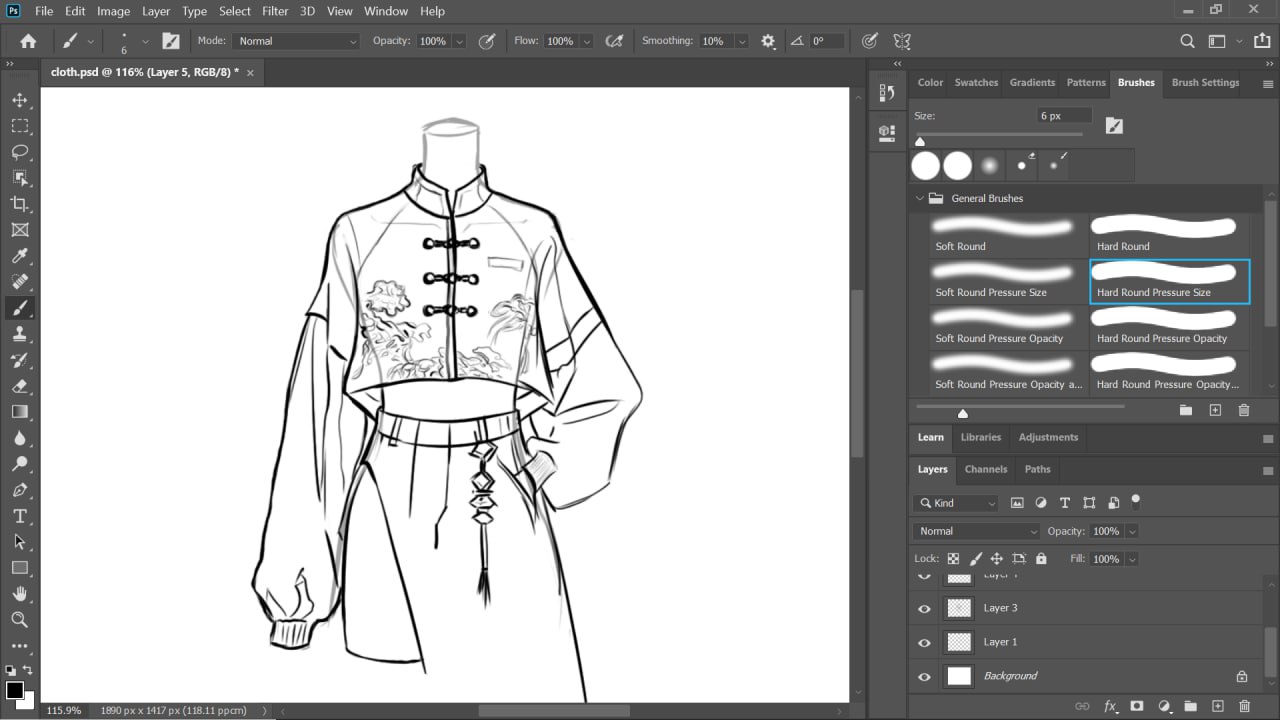 Ps File Edit Image Layer Type Select Filter 3D View Window Help
6 Mode: Normal Opacity: 100% Flow: 100% Smoothing: 10% 0°
cloth.psd @ 116% (Layer 5, RGB/8) * ×
Color Swatches Gradients Patterns Brushes Brush Settings
Size: 6 px
General Brushes
Soft Round Hard Round
Soft Round Pressure Size Hard Round Pressure Size
Soft Round Pressure Opacity Hard Round Pressure Opacity
Soft Round Pressure Opacity a... Hard Round Pressure Opacity...
Learn Libraries Adjustments
Layers Channels Paths
Kind
Normal Opacity: 100%
Lock: Fill: 100%
Layer 3
Layer 1
Background
115.9% 1890 px x 1417 px (118.11 ppcm)
fx